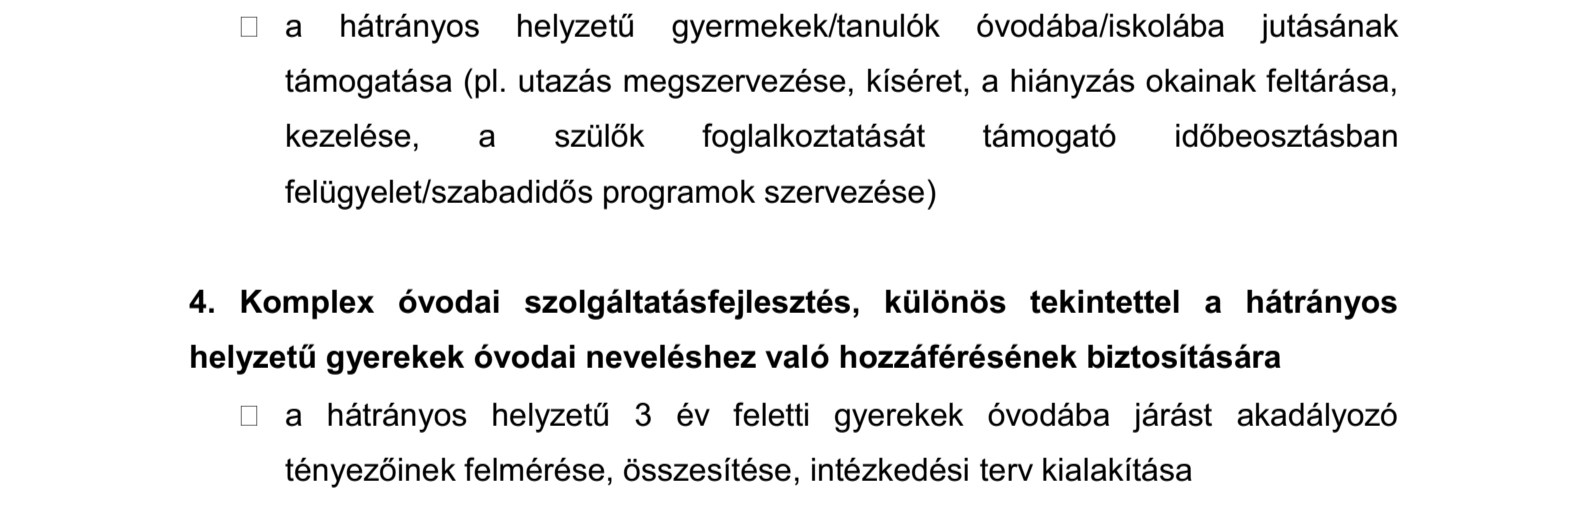 □ a hátrányos helyzetű gyermekek/tanulók óvodába/iskolába jutásának
támogatása (pl. utazás megszervezése, kíséret, a hiányzás okainak feltárása,
kezelése, a szülők foglalkoztatását támogató időbeosztásban
felügyelet/szabadidős programok szervezése)
4. Komplex óvodai szolgáltatásfejlesztés, különös tekintettel a hátrányos
helyzetű gyerekek óvodai neveléshez való hozzáférésének biztosítására
□ a hátrányos helyzetű 3 év feletti gyerekek óvodába járást akadályozó
tényezőinek felmérése, összesítése, intézkedési terv kialakítása